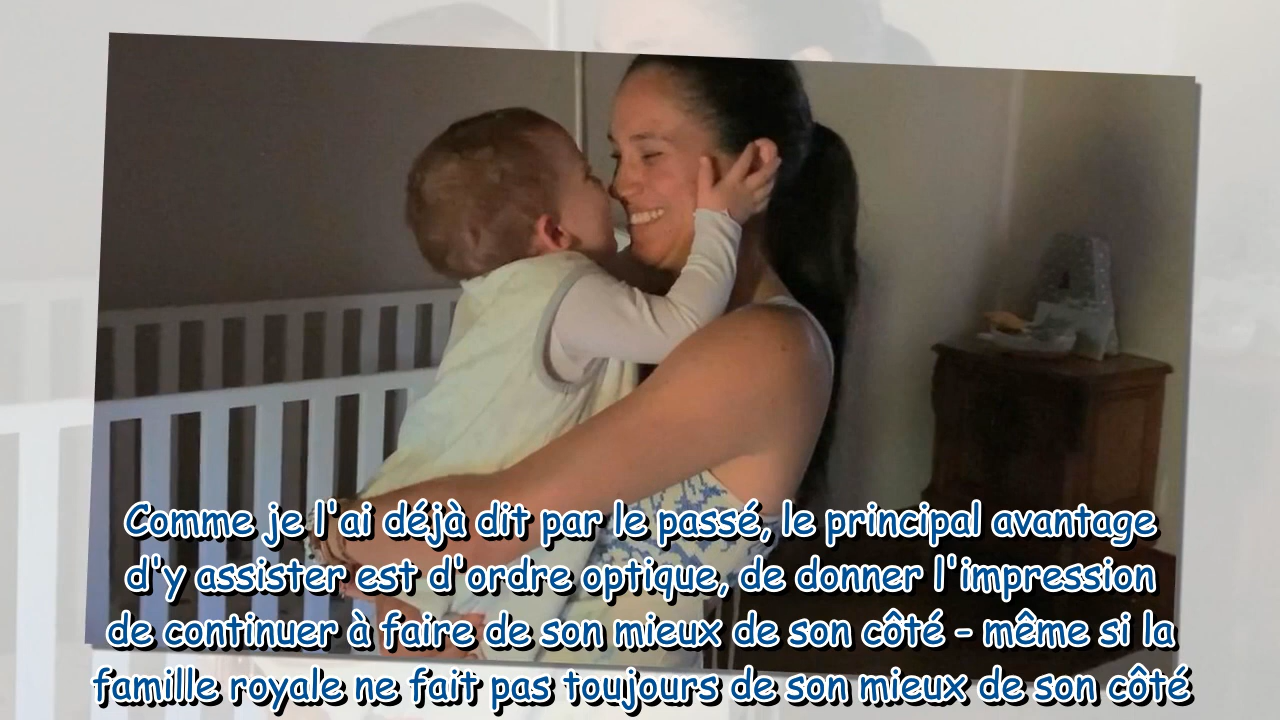 Comme je l'ai déjà dit par le passé, le principal avantage
d'y assister est d'ordre optique, de donner l'impression
de continuer à faire de son mieux de son côté - même si la
famille royale ne fait pas toujours de son mieux de son côté